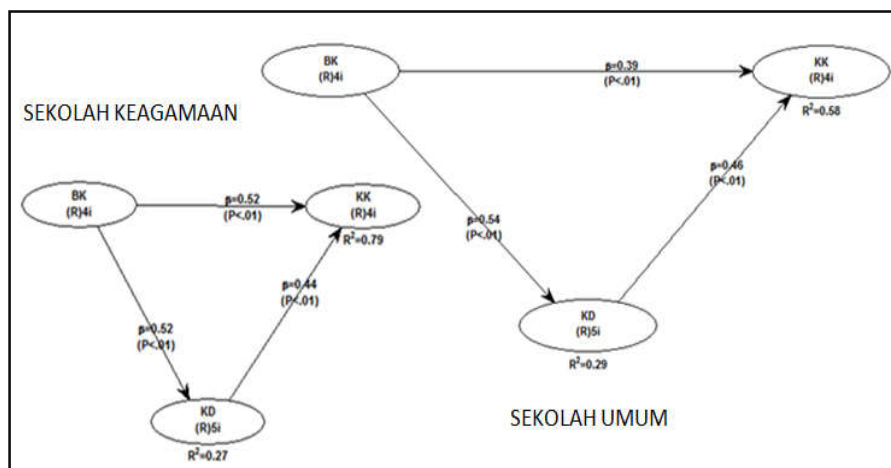 SEKOLAH KEAGAMAAN
BK
(R)4i
β=0.52
(P<.01)
KK
(R)4i
R²=0.79
β=0.52
(P<.01)
β=0.44
(P<.01)
KD
(R)5i
R²=0.27
BK
(R)4i
β=0.39
(P<.01)
KK
(R)4i
R²=0.58
β=0.54
(P<.01)
β=0.46
(P<.01)
KD
(R)5i
R²=0.29
SEKOLAH UMUM